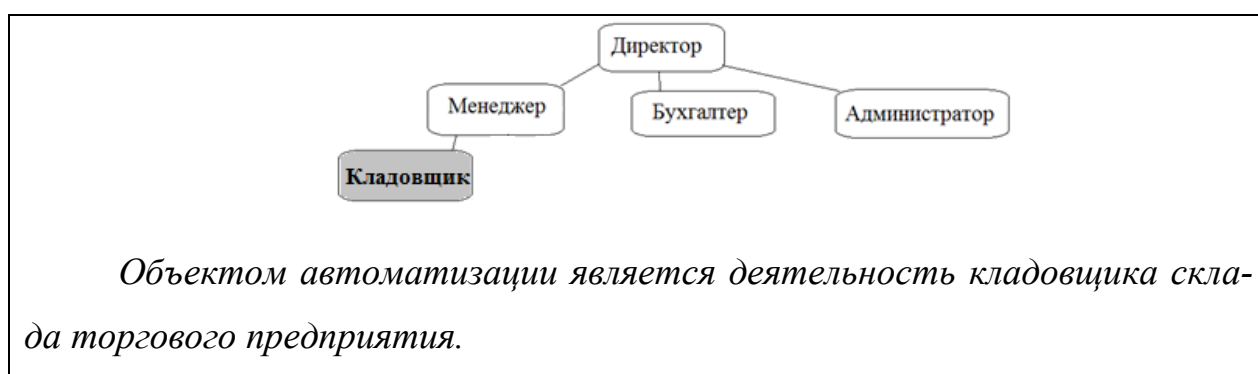 Директор
Менеджер Бухгалтер Администратор
Кладовщик
Объектом автоматизации является деятельность кладовщика скла-
да торгового предприятия.